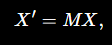 X' = MX,